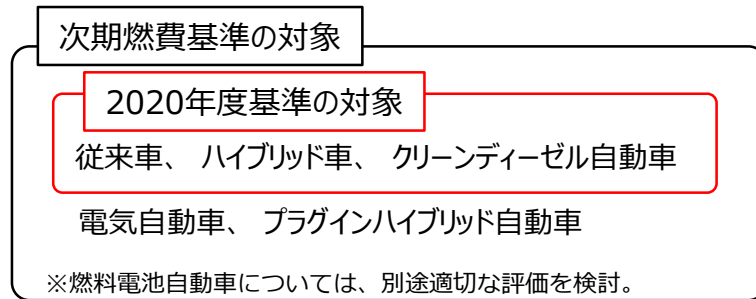 次期燃費基準の対象
2020年度基準の対象
従来車、 ハイブリッド車、 クリーンディーゼル自動車
電気自動車、 プラグインハイブリッド自動車
※燃料電池自動車については、別途適切な評価を検討。